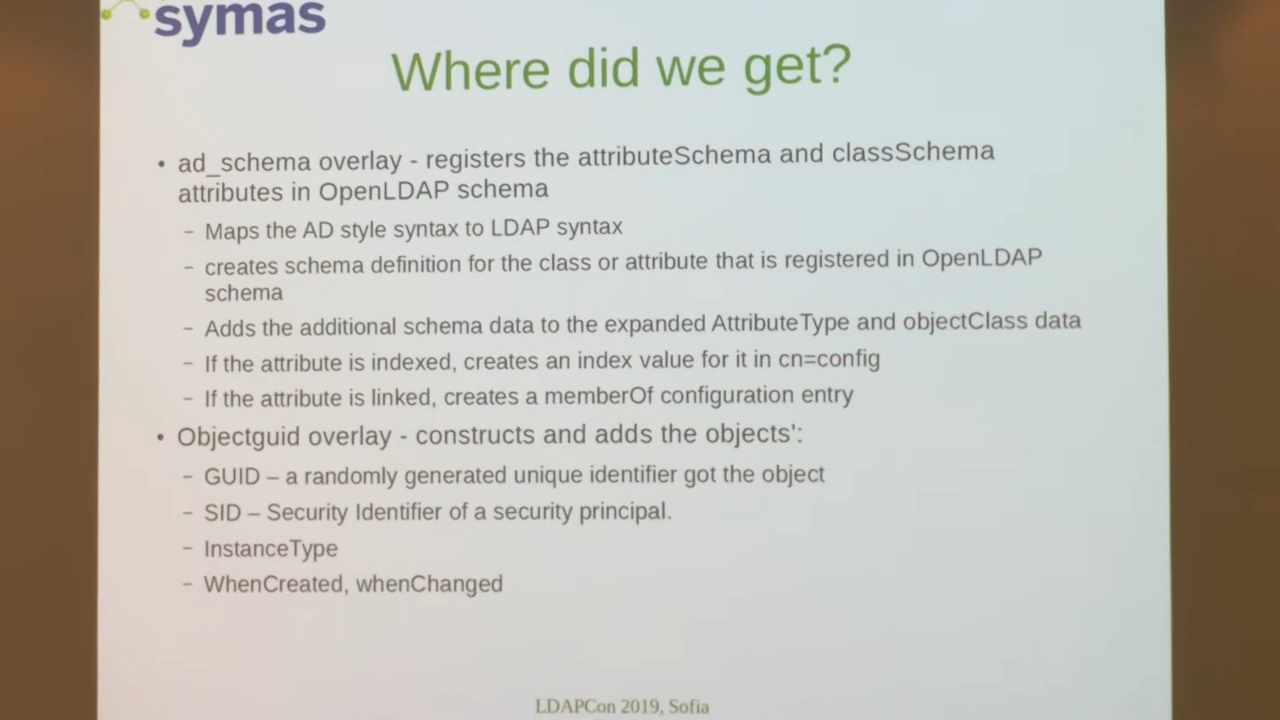 symas
Where did we get?
• ad_schema overlay - registers the attributeSchema and classSchema
attributes in OpenLDAP schema
– Maps the AD style syntax to LDAP syntax
– creates schema definition for the class or attribute that is registered in OpenLDAP
schema
– Adds the additional schema data to the expanded AttributeType and objectClass data
– If the attribute is indexed, creates an index value for it in cn=config
– If the attribute is linked, creates a memberOf configuration entry
• Objectguid overlay - constructs and adds the objects':
– GUID – a randomly generated unique identifier got the object
– SID – Security Identifier of a security principal.
– InstanceType
– WhenCreated, whenChanged
LDAPCon 2019, Sofia